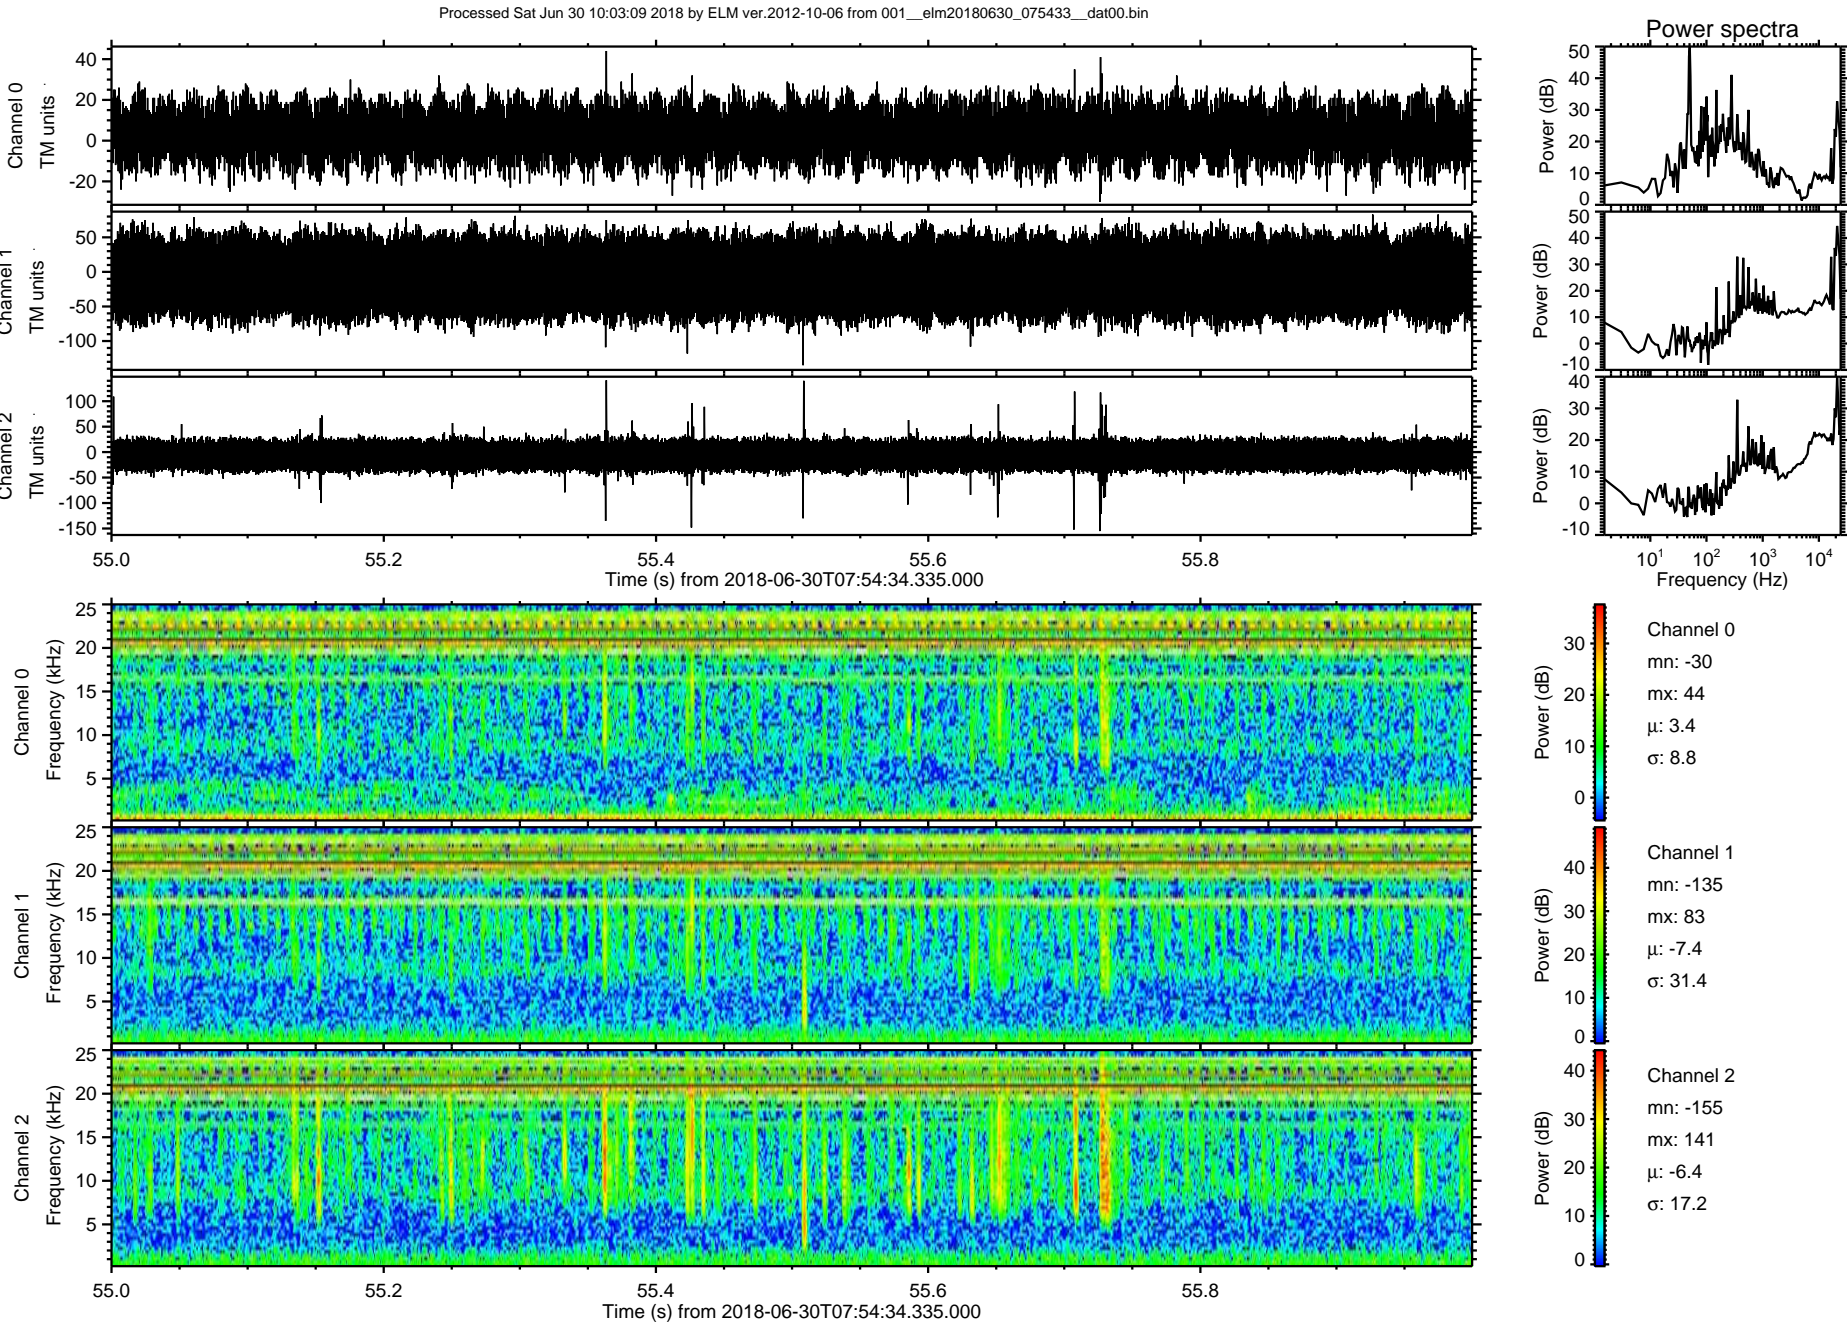 Processed Sat Jun 30 10:03:09 2018 by ELM ver.2012-10-06 from 001__elm20180630_075433__dat00.bin
Power spectra
Channel 0
TM units
40
20
0
-20
Power (dB)
50
40
30
20
10
0
Channel 1
TM units
50
0
-50
-100
Power (dB)
50
40
30
20
10
0
-10
Channel 2
TM units
100
50
0
-50
-100
-150
Power (dB)
40
30
20
10
0
-10
55.0 55.2 55.4 55.6 55.8
Time (s) from 2018-06-30T07:54:34.335.000
10^1 10^2 10^3 10^4
Frequency (Hz)
Channel 0
Frequency (kHz)
25
20
15
10
5
Power (dB)
30
20
10
0
Channel 0
mn: -30
mx: 44
μ: 3.4
σ: 8.8
Channel 1
Frequency (kHz)
25
20
15
10
5
Power (dB)
40
30
20
10
0
Channel 1
mn: -135
mx: 83
μ: -7.4
σ: 31.4
Channel 2
Frequency (kHz)
25
20
15
10
5
Power (dB)
40
30
20
10
0
Channel 2
mn: -155
mx: 141
μ: -6.4
σ: 17.2
55.0 55.2 55.4 55.6 55.8
Time (s) from 2018-06-30T07:54:34.335.000